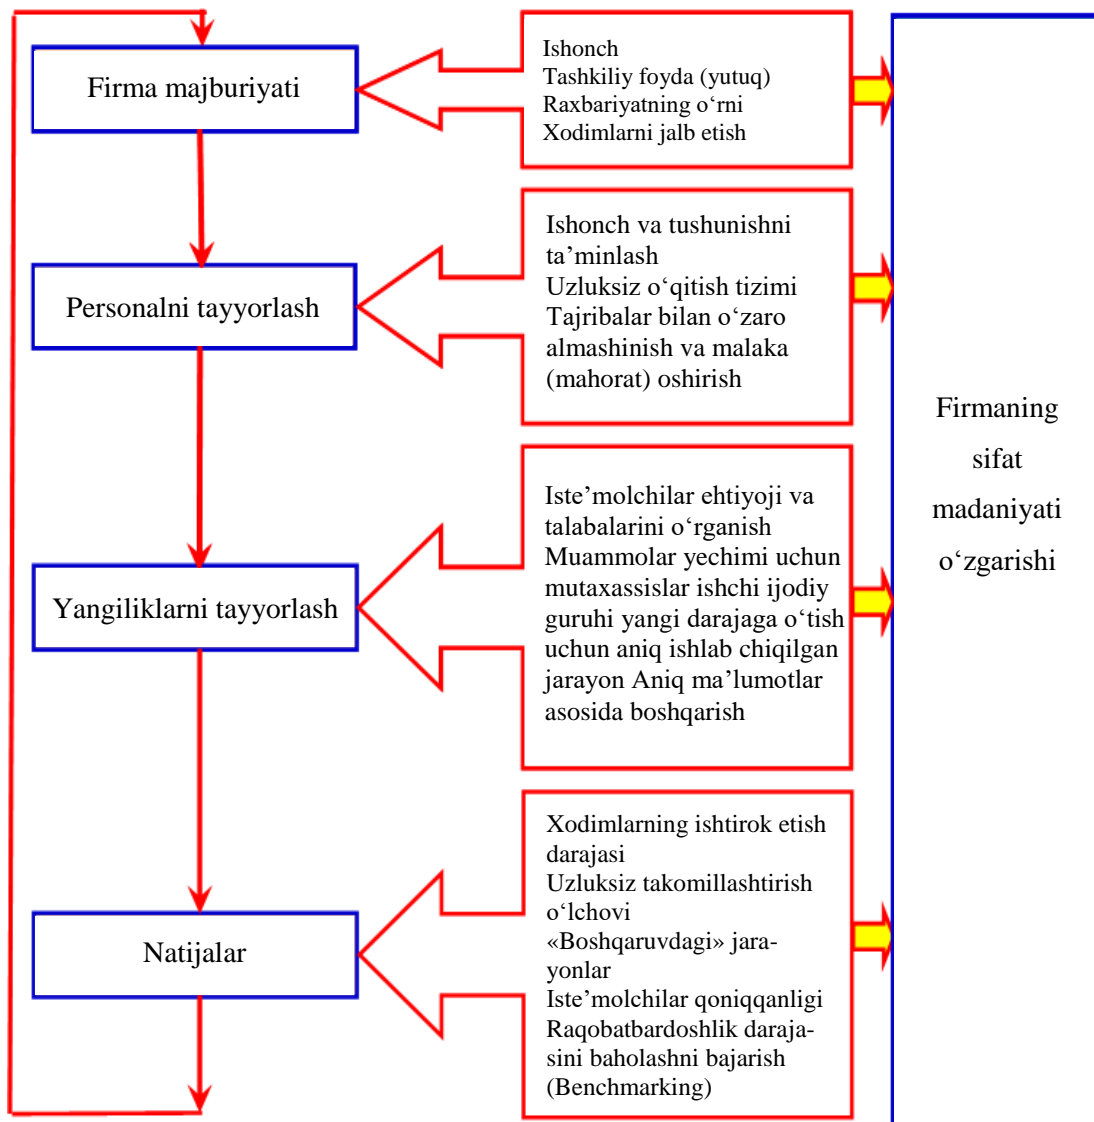 Firma majburiyati
Ishonch
Tashkiliy foyda (yutuq)
Raxbariyatning o‘rni
Xodimlarni jalb etish
Personalni tayyorlash
Ishonch va tushunishni
ta’minlash
Uzluksiz o‘qitish tizimi
Tajribalar bilan o‘zaro
almashinish va malaka
(mahorat) oshirish
Yangiliklarni tayyorlash
Iste’molchilar ehtiyoji va
talabalarini o‘rganish
Muammolar yechimi uchun
mutaxassislar ishchi ijodiy
guruhi yangi darajaga o‘tish
uchun aniq ishlab chiqilgan
jarayon Aniq ma’lumotlar
asosida boshqarish
Natijalar
Xodimlarning ishtirok etish
darajasi
Uzluksiz takomillashtirish
o‘lchovi
«Boshqaruvdagi» jara-
yonlar
Iste’molchilar qoniqqanligi
Raqobatbardoshlik daraja-
sini baholashni bajarish
(Benchmarking)
Firmaning
sifat
madaniyati
o‘zgarishi